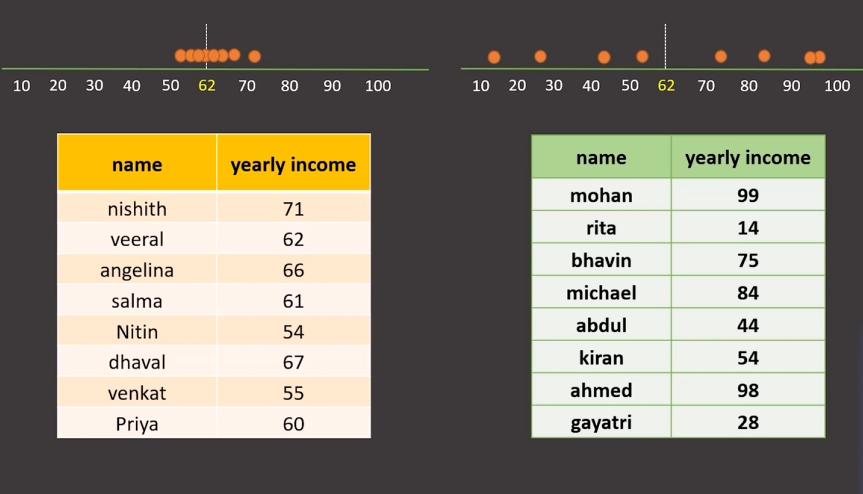 10 20 30 40 50 62 70 80 90 100
10 20 30 40 50 62 70 80 90 100
name yearly income
nishith 71
veeral 62
angelina 66
salma 61
Nitin 54
dhaval 67
venkat 55
Priya 60
name yearly income
mohan 99
rita 14
bhavin 75
michael 84
abdul 44
kiran 54
ahmed 98
gayatri 28